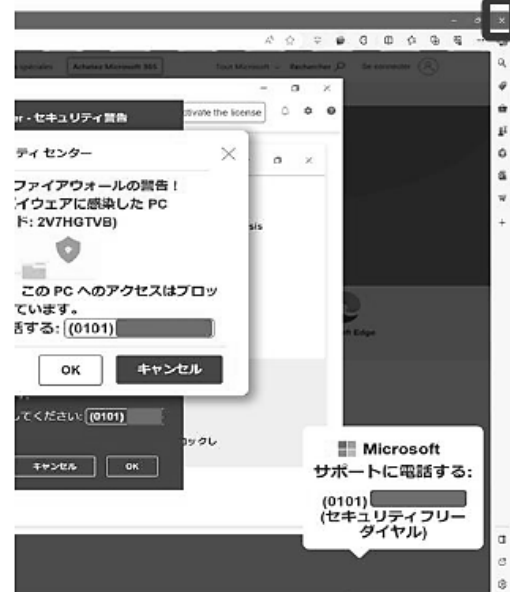 spéciales
Achetez Microsoft 365
Tout Microsoft
Rechercher
Se connecter
ctivate the license
r - セキュリティ警告
ティ センター
ファイアウォールの警告！
イウェアに感染した PC
ド: 2V7HGTVB)
sis
この PC へのアクセスはブロッ
ています。
話する: (0101)
OK
キャンセル
してください: (0101)
キャンセル
OK
ロックし
ft Edge
Microsoft
サポートに電話する:
(0101)
(セキュリティフリー
ダイヤル)